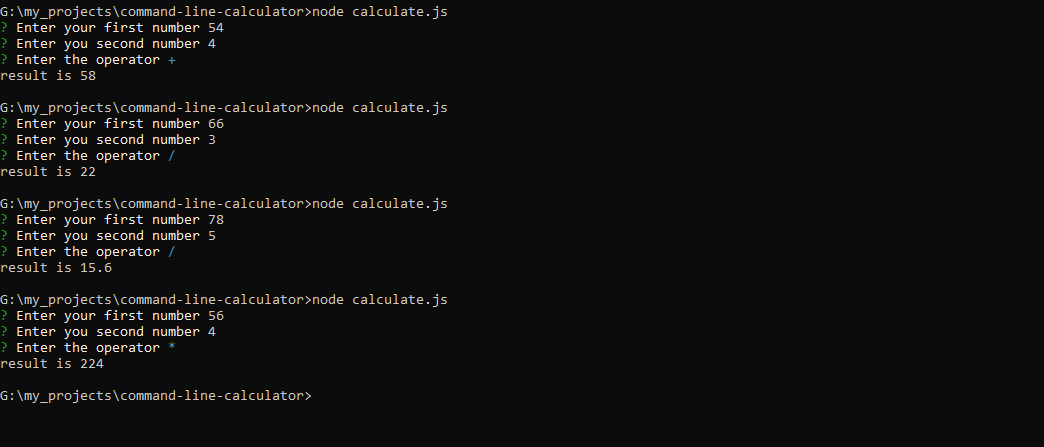 G:\my_projects\command-line-calculator>node calculate.js
? Enter your first number 54
? Enter you second number 4
? Enter the operator +
result is 58
G:\my_projects\command-line-calculator>node calculate.js
? Enter your first number 66
? Enter you second number 3
? Enter the operator /
result is 22
G:\my_projects\command-line-calculator>node calculate.js
? Enter your first number 78
? Enter you second number 5
? Enter the operator /
result is 15.6
G:\my_projects\command-line-calculator>node calculate.js
? Enter your first number 56
? Enter you second number 4
? Enter the operator *
result is 224
G:\my_projects\command-line-calculator>